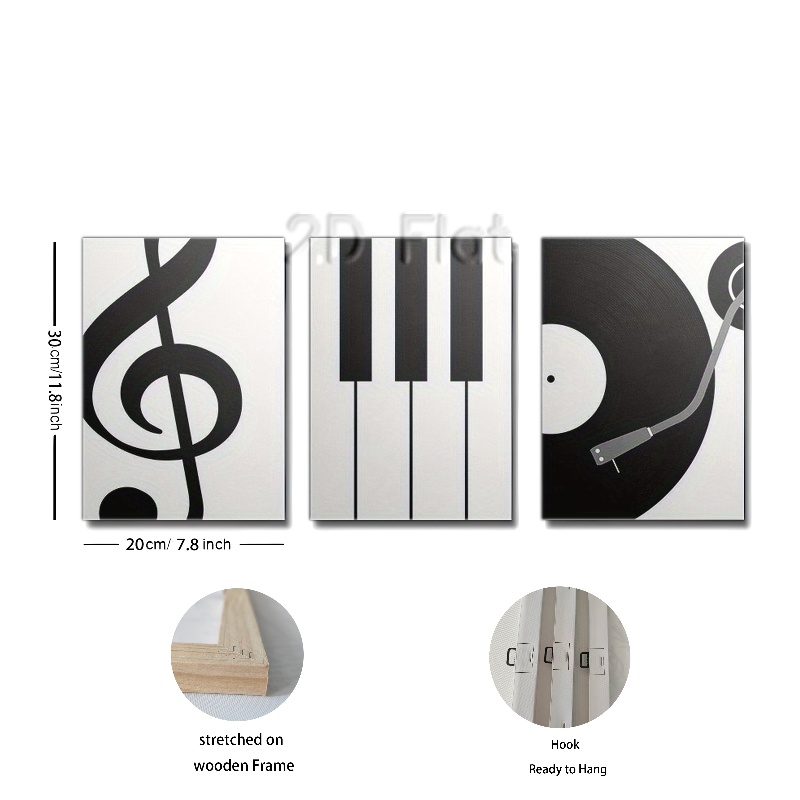 2D Flat
30cm/11.8inch
20cm/ 7.8 inch
stretched on
wooden Frame
Hook
Ready to Hang